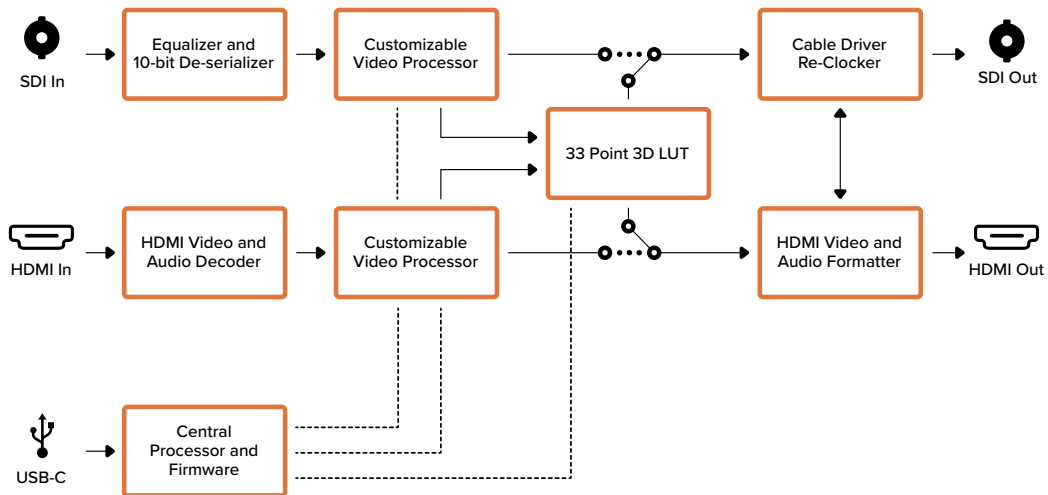 SDI In
Equalizer and
10-bit De-serializer
Customizable
Video Processor
Cable Driver
Re-Clocker
SDI Out
33 Point 3D LUT
HDMI In
HDMI Video and
Audio Decoder
Customizable
Video Processor
HDMI Video and
Audio Formatter
HDMI Out
USB-C
Central
Processor and
Firmware